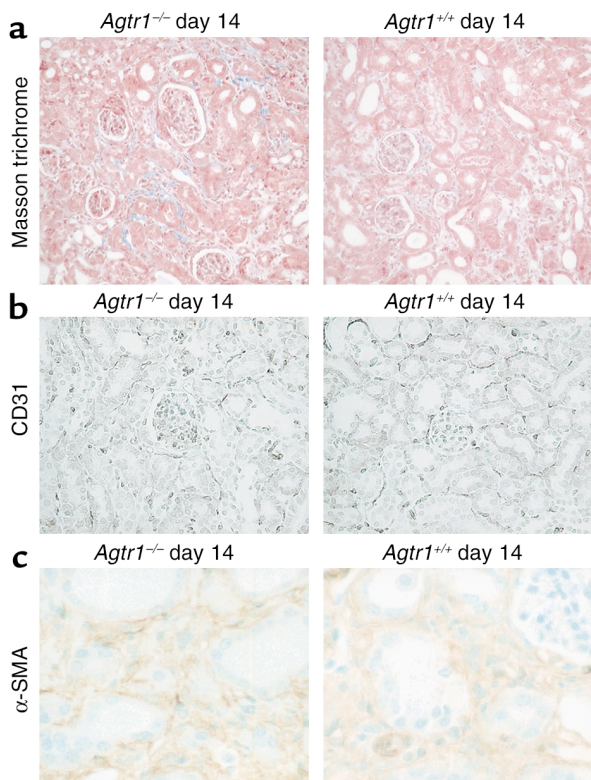 a
Agtr1⁻/⁻ day 14
Agtr1⁺/⁺ day 14
Masson trichrome
b
Agtr1⁻/⁻ day 14
Agtr1⁺/⁺ day 14
CD31
c
Agtr1⁻/⁻ day 14
Agtr1⁺/⁺ day 14
α-SMA